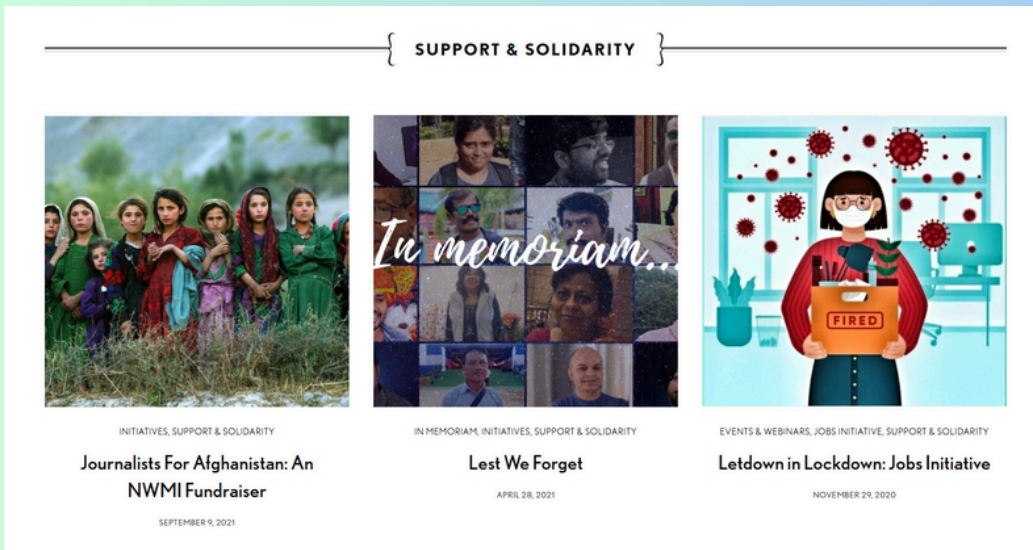 SUPPORT & SOLIDARITY
In memoriam...
FIRED
INITIATIVES, SUPPORT & SOLIDARITY
Journalists For Afghanistan: An
NWMI Fundraiser
SEPTEMBER 9, 2021
IN MEMORIAM, INITIATIVES, SUPPORT & SOLIDARITY
Lest We Forget
APRIL 28, 2021
EVENTS & WEBINARS, JOBS INITIATIVE, SUPPORT & SOLIDARITY
Letdown in Lockdown: Jobs Initiative
NOVEMBER 29, 2020